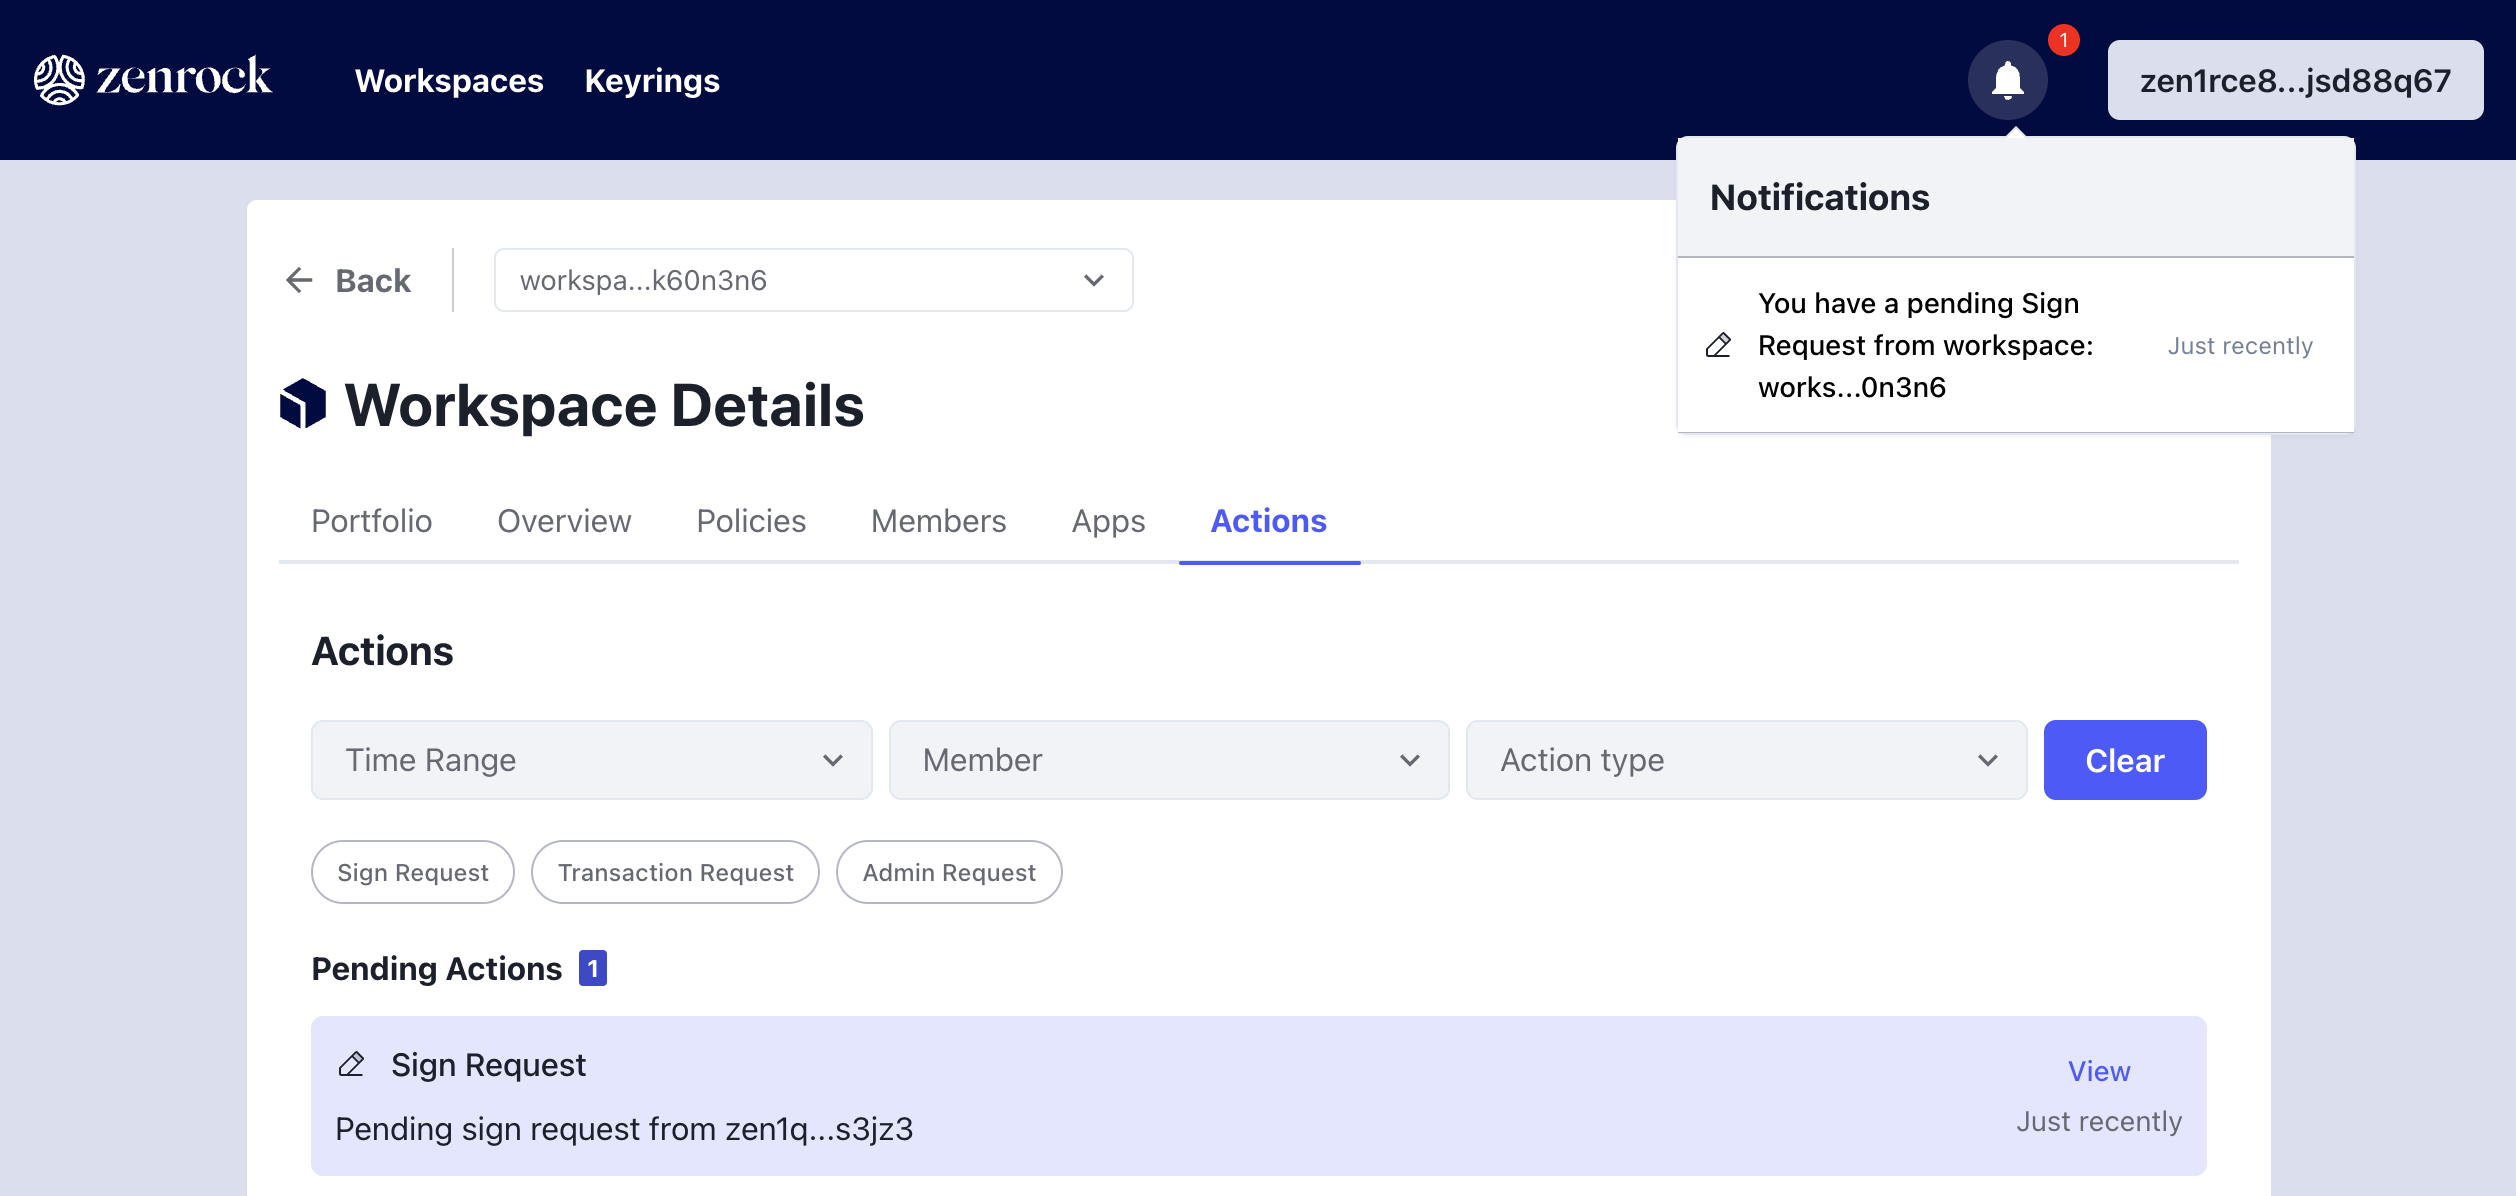 zenrock
Workspaces Keyrings
1
zen1rce8...jsd88q67
Notifications
You have a pending Sign
Request from workspace:
works...0n3n6
Just recently
Back
workspa...k60n3n6
Workspace Details
Portfolio Overview Policies Members Apps Actions
Actions
Time Range Member Action type Clear
Sign Request Transaction Request Admin Request
Pending Actions 1
Sign Request
View
Pending sign request from zen1q...s3jz3
Just recently